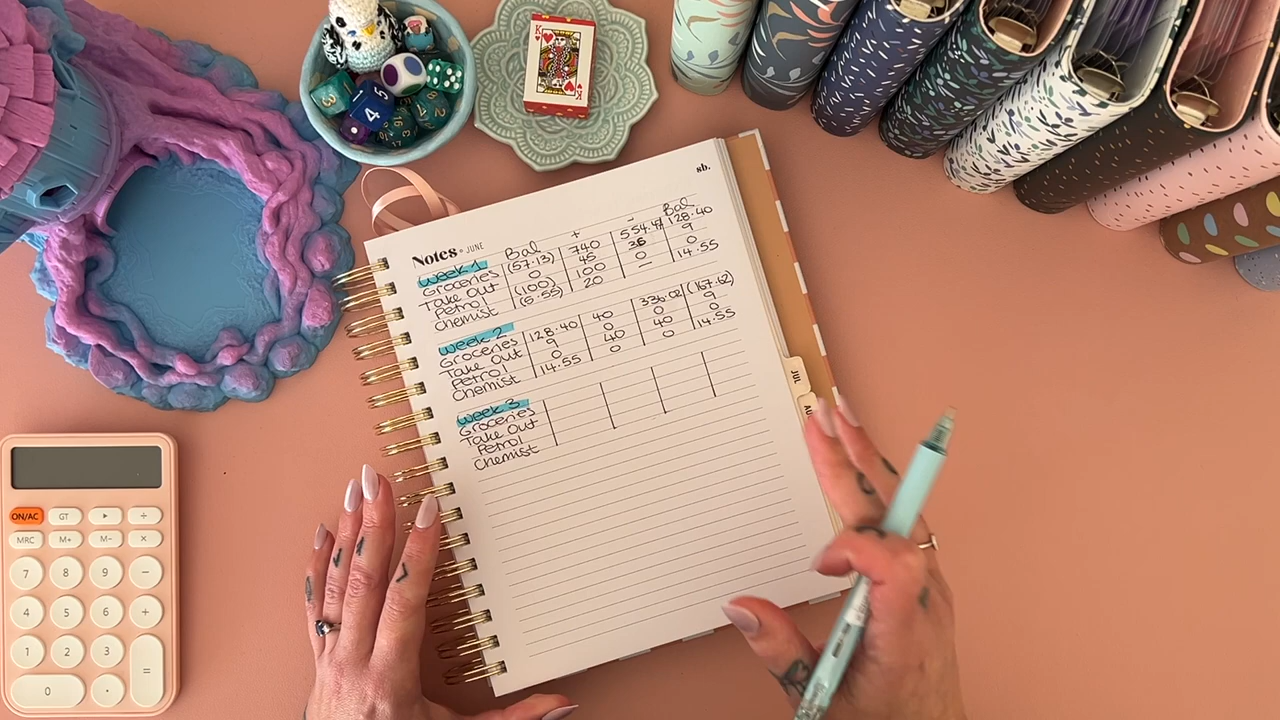 sb.
Notes • JUNE
Bal + - Bal
Week 1
Groceries (57.13) 740 554.47 128.40
Take Out 0 45 36 9
Petrol (100) 100 0 0
Chemist (5.55) 20 — 14.55
Week 2
Groceries 128.40 40 336.02 (167.62)
Take Out 9 0 0 9
Petrol 0 40 40 0
Chemist 14.55 0 0 14.55
Week 3
Groceries
Take Out
Petrol
Chemist
JUL
K
K
3
4
5
ON/AC GT ► ÷
MRC M+ M− ×
7 8 9 −
4 5 6 +
1 2 3 =
0 •